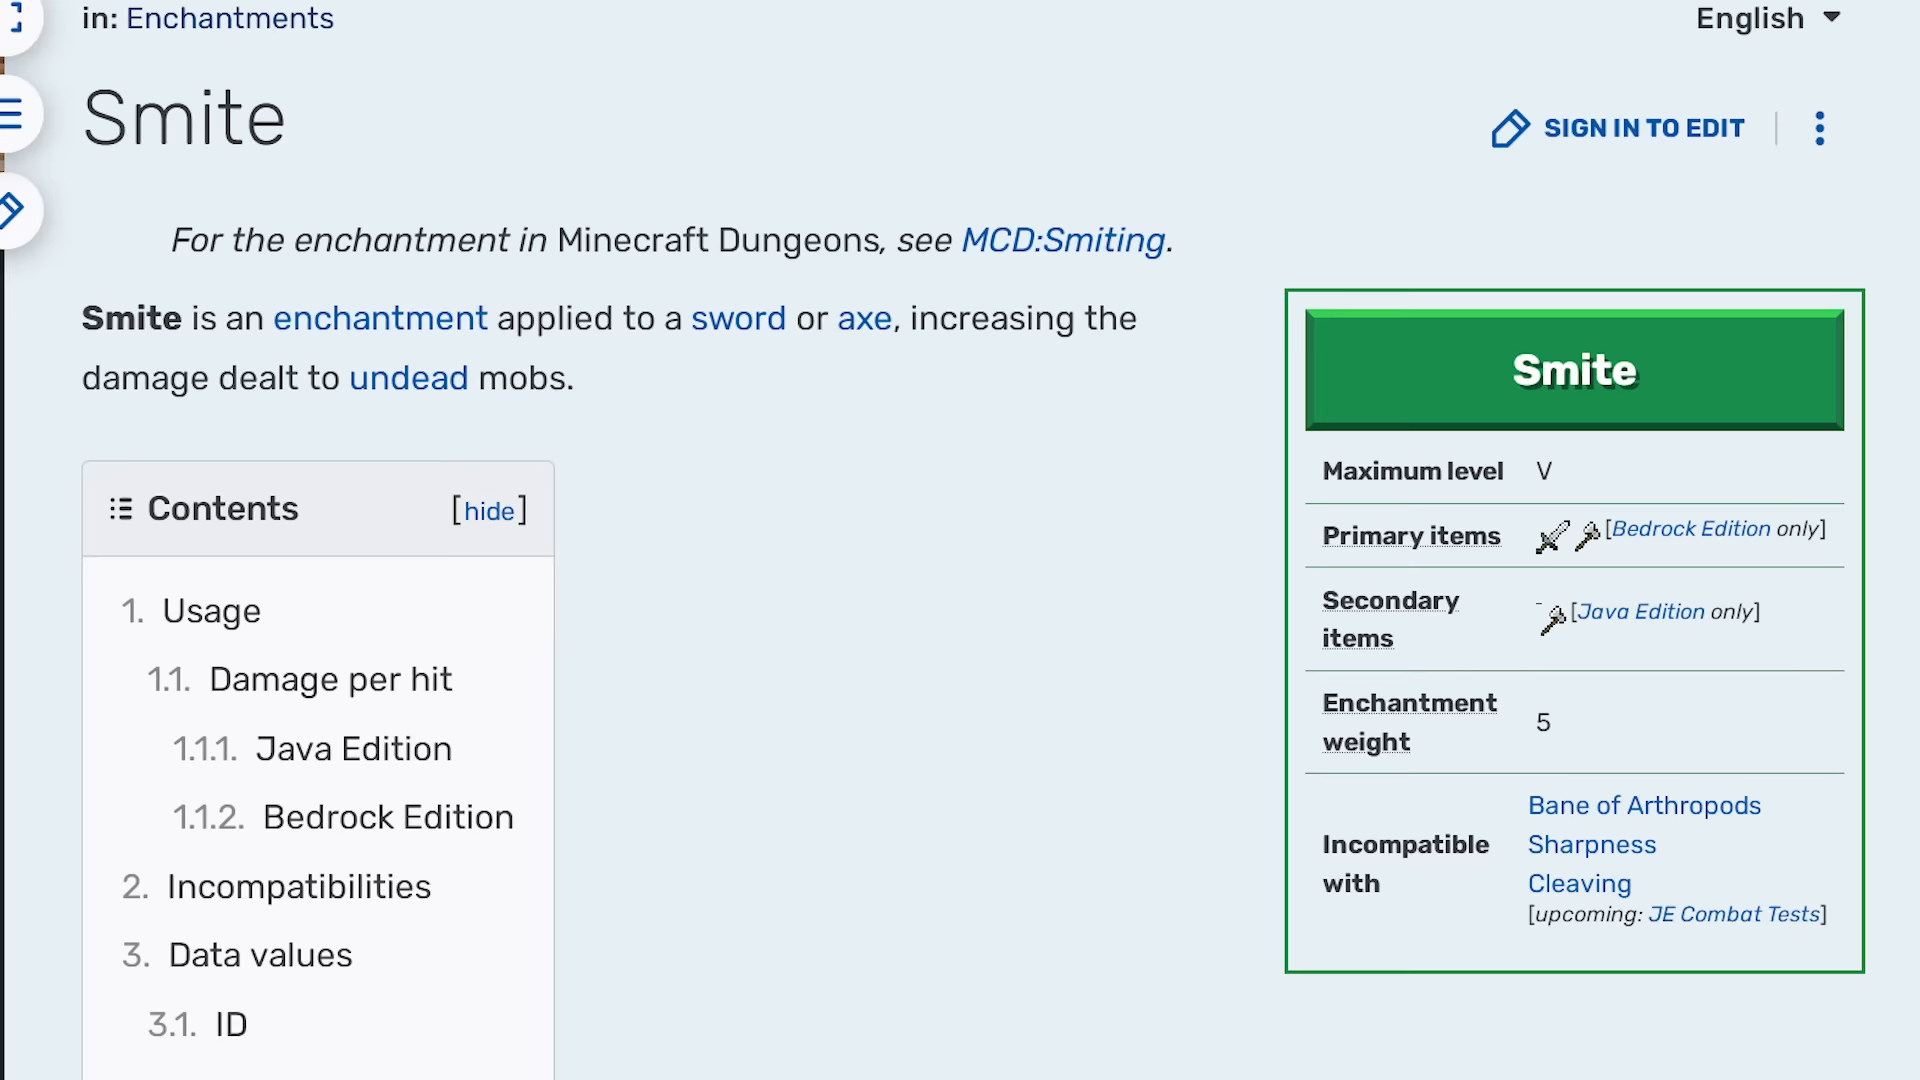 in: Enchantments
English
Smite
SIGN IN TO EDIT
For the enchantment in Minecraft Dungeons, see MCD:Smiting.
Smite is an enchantment applied to a sword or axe, increasing the
damage dealt to undead mobs.
Contents [hide]
1. Usage
1.1. Damage per hit
1.1.1. Java Edition
1.1.2. Bedrock Edition
2. Incompatibilities
3. Data values
3.1. ID
Smite
Maximum level V
Primary items [Bedrock Edition only]
Secondary
items
[Java Edition only]
Enchantment
weight
5
Incompatible
with
Bane of Arthropods
Sharpness
Cleaving
[upcoming: JE Combat Tests]